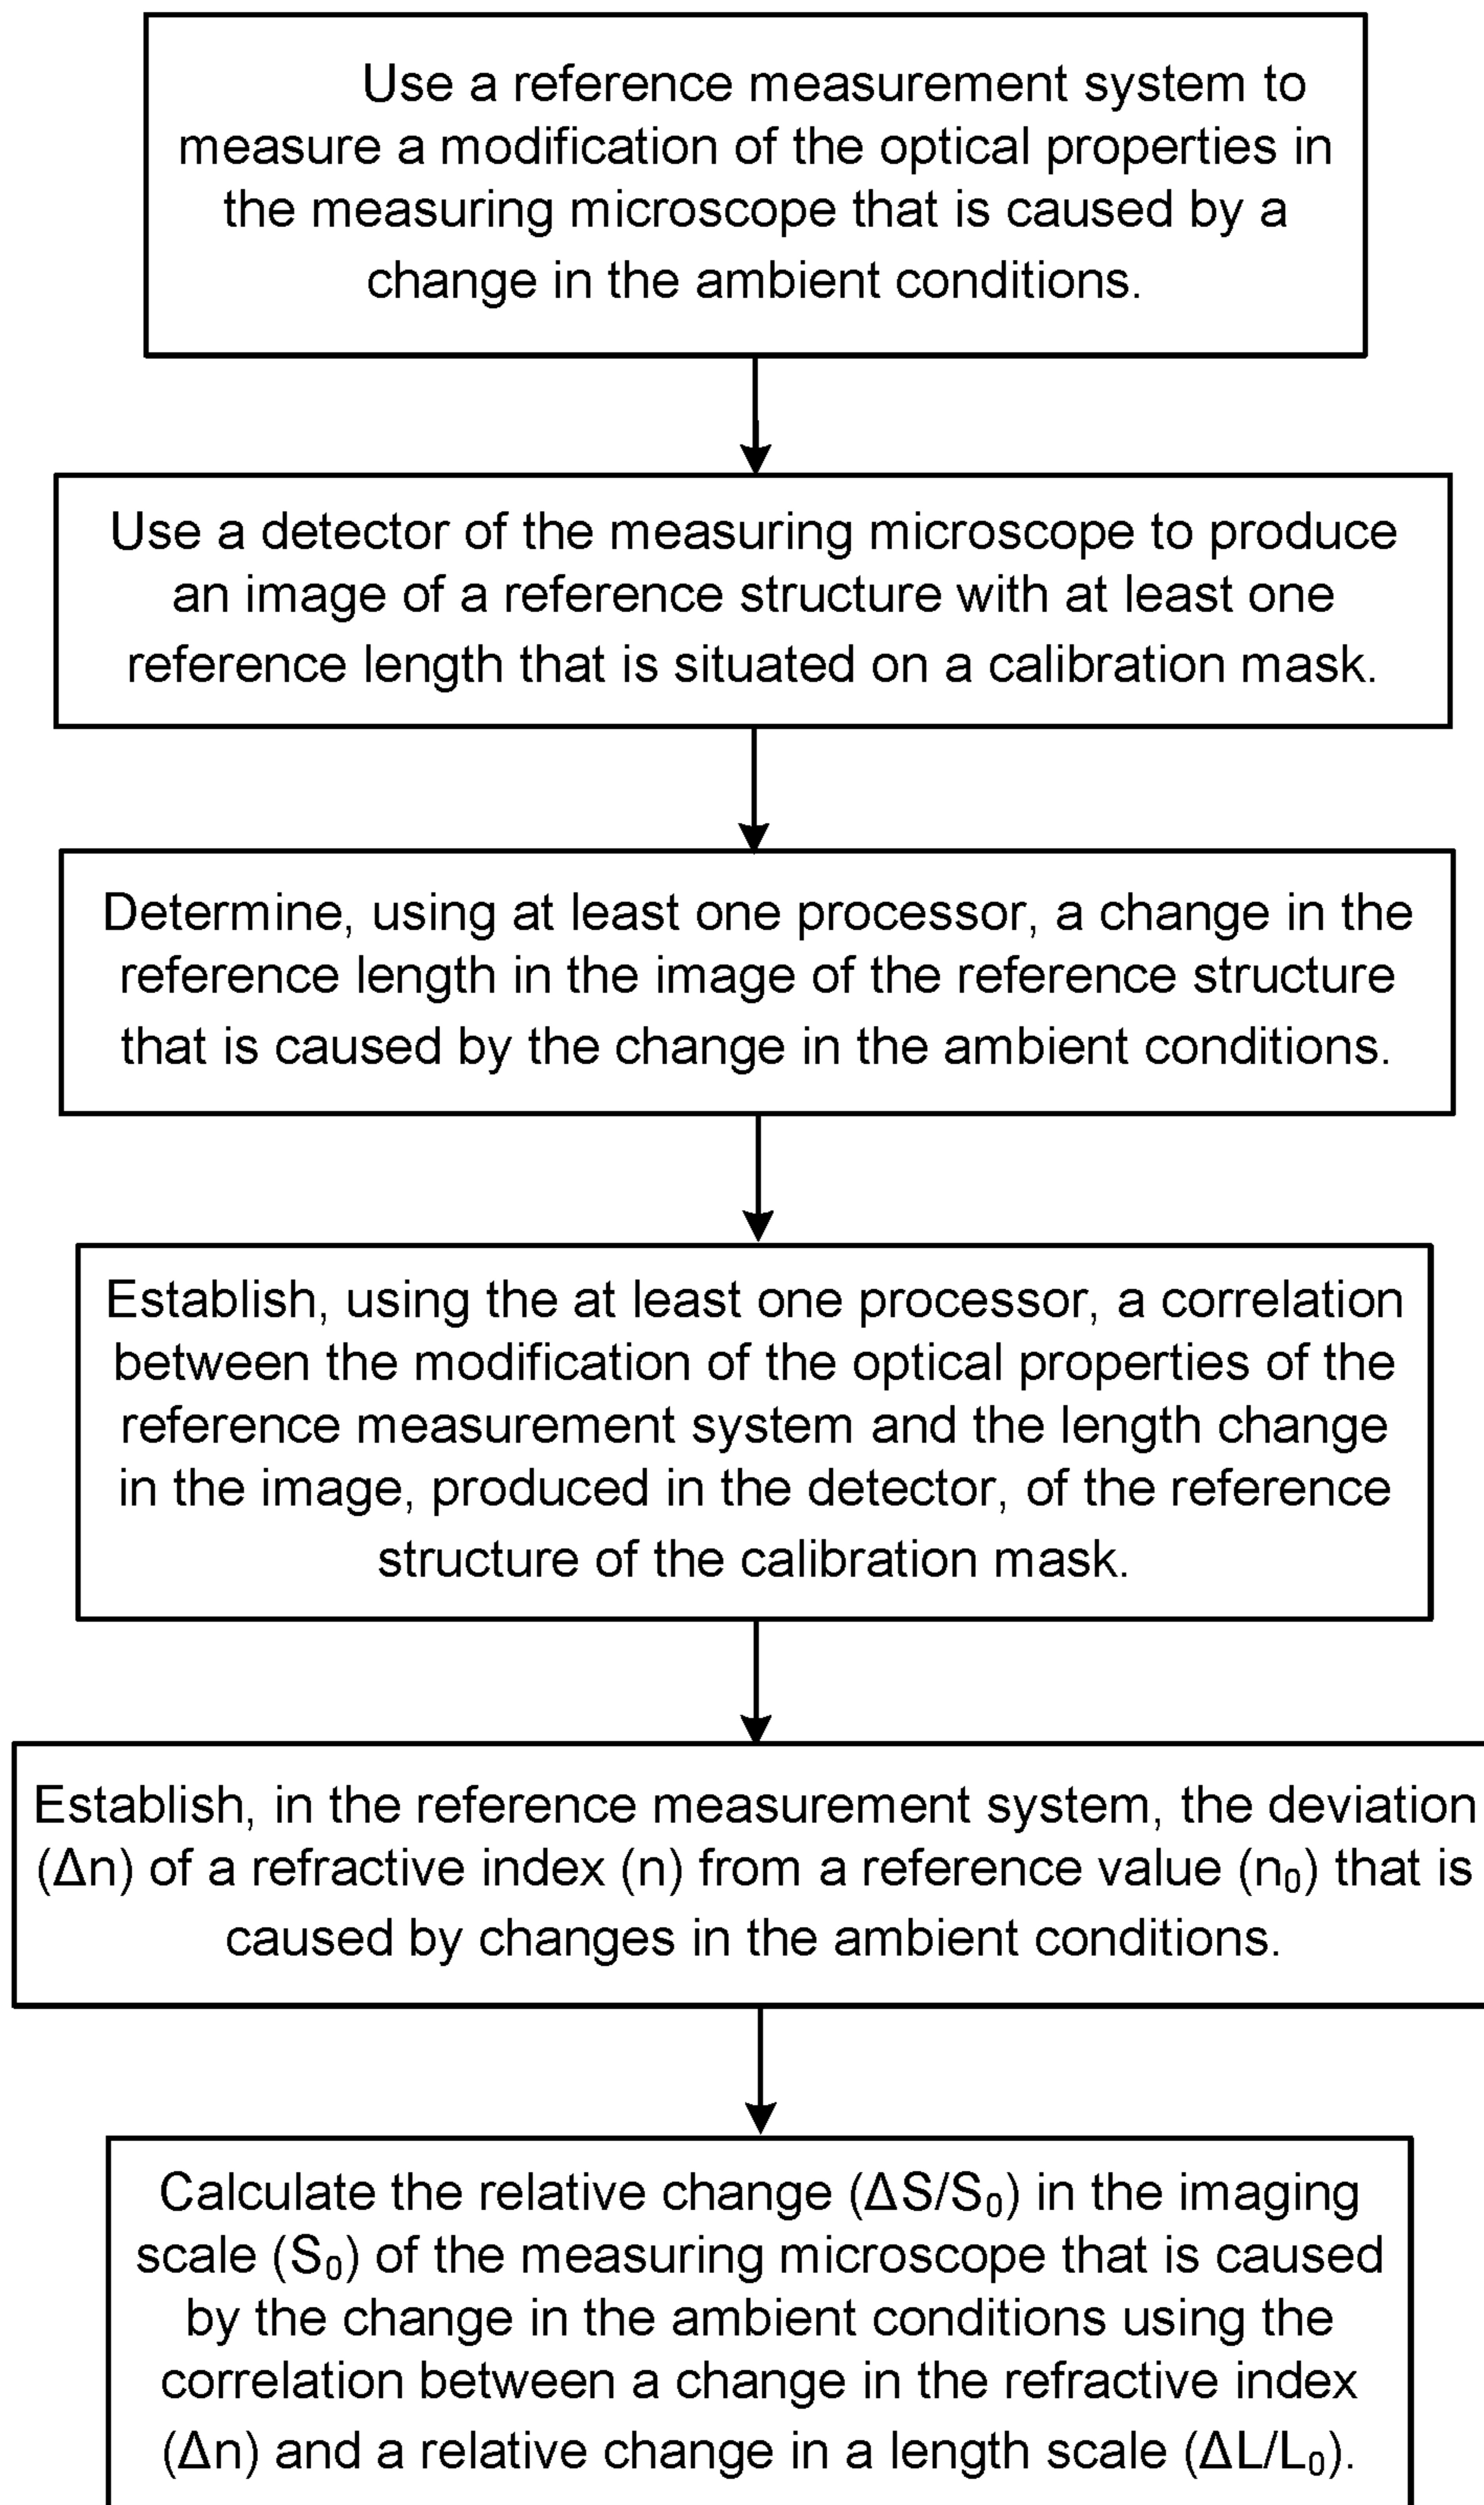 Use a reference measurement system to
measure a modification of the optical properties in
the measuring microscope that is caused by a
change in the ambient conditions.
Use a detector of the measuring microscope to produce
an image of a reference structure with at least one
reference length that is situated on a calibration mask.
Determine, using at least one processor, a change in the
reference length in the image of the reference structure
that is caused by the change in the ambient conditions.
Establish, using the at least one processor, a correlation
between the modification of the optical properties of the
reference measurement system and the length change
in the image, produced in the detector, of the reference
structure of the calibration mask.
Establish, in the reference measurement system, the deviation
(Δn) of a refractive index (n) from a reference value (n₀) that is
caused by changes in the ambient conditions.
Calculate the relative change (ΔS/S₀) in the imaging
scale (S₀) of the measuring microscope that is caused
by the change in the ambient conditions using the
correlation between a change in the refractive index
(Δn) and a relative change in a length scale (ΔL/L₀).